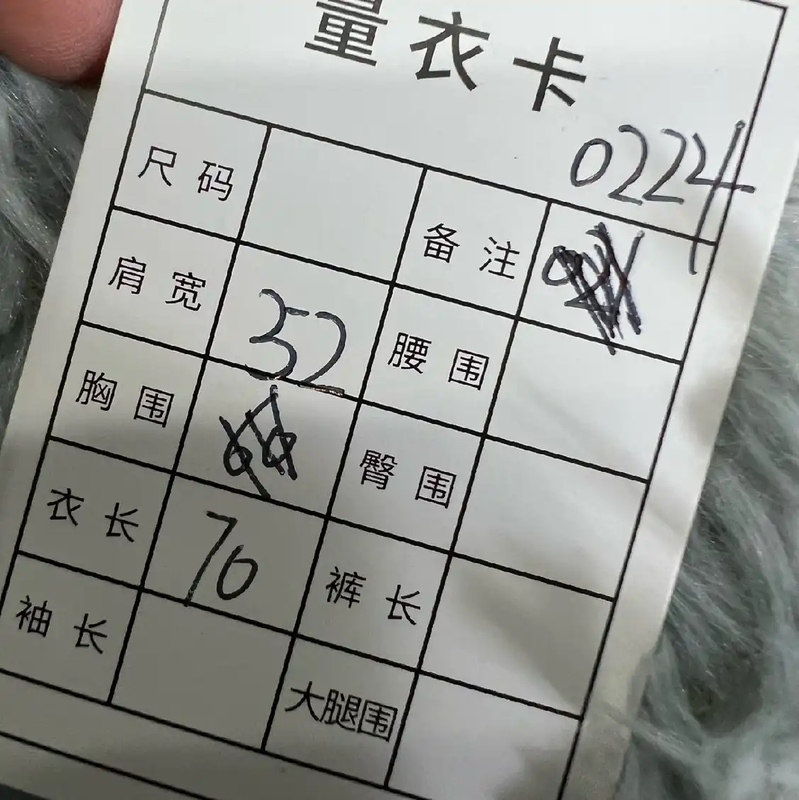 量衣卡
0224
尺码 备注
肩宽 32 腰围
胸围 臀围
衣长 70 裤长
袖长 大腿围